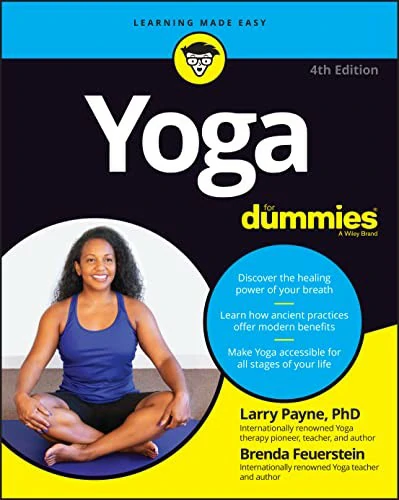 LEARNING MADE EASY
4th Edition
Yoga
for
dummies®
A Wiley Brand
Discover the healing
power of your breath
Learn how ancient practices
offer modern benefits
Make Yoga accessible for
all stages of your life
Larry Payne, PhD
Internationally renowned Yoga
therapy pioneer, teacher, and author
Brenda Feuerstein
Internationally renowned Yoga teacher
and author